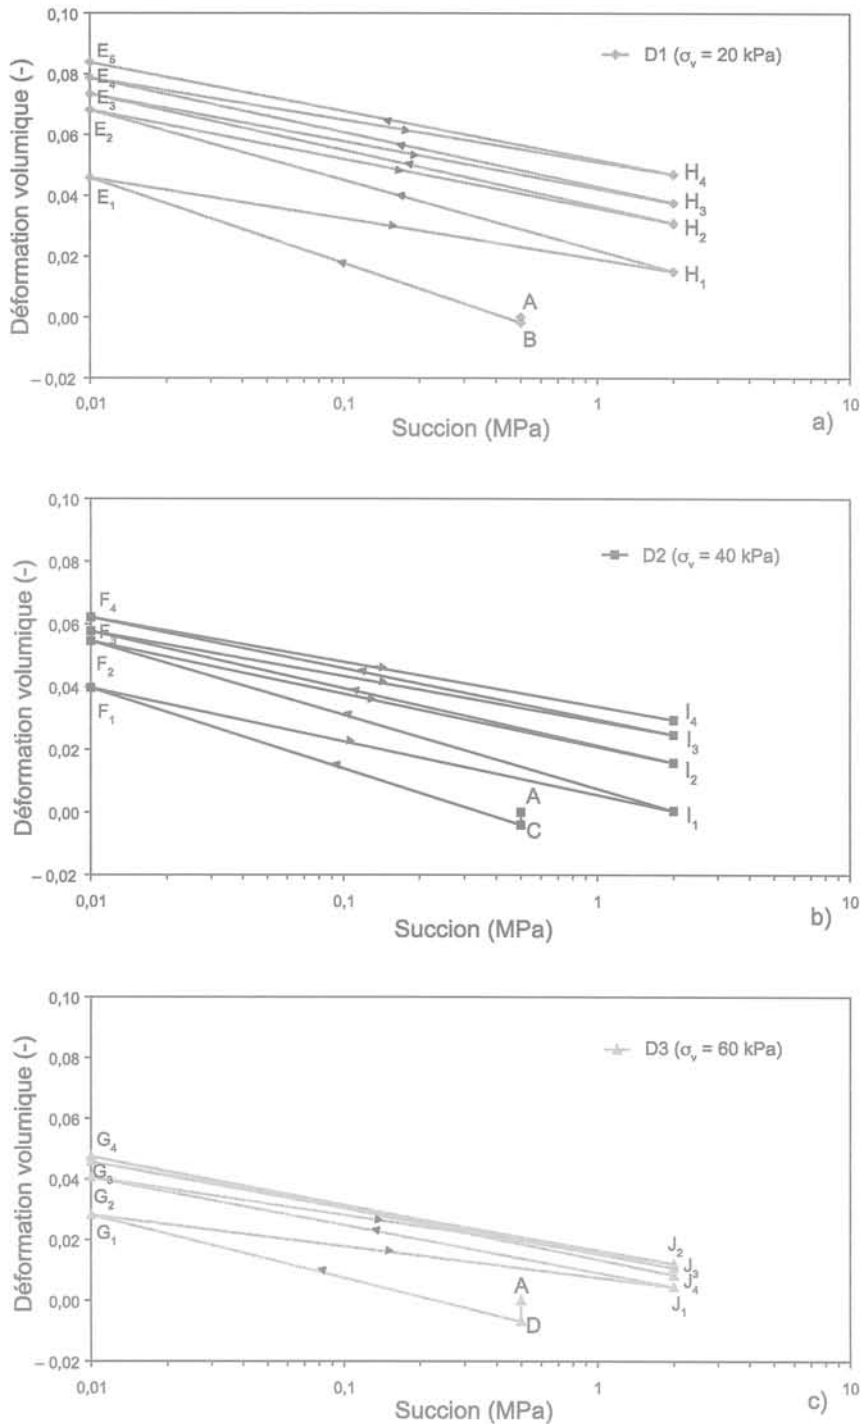 0,10
D1 (σv = 20 kPa)
E5
0,08
E4
E3
0,06
E2
H4
0,04
H3
E1
H2
0,02
H1
A
0,00
B
– 0,02
Déformation volumique (-)
0,01
0,1
1
10
Succion (MPa)
a)
0,10
D2 (σv = 40 kPa)
0,08
F4
0,06
F2
0,04
F1
I4
I3
0,02
I2
A
I1
0,00
C
– 0,02
Déformation volumique (-)
0,01
0,1
1
10
Succion (MPa)
b)
0,10
D3 (σv = 60 kPa)
0,08
0,06
G4
0,04
G3
G2
G1
0,02
J2
J3
J4
A
J1
0,00
D
– 0,02
Déformation volumique (-)
0,01
0,1
1
10
Succion (MPa)
c)